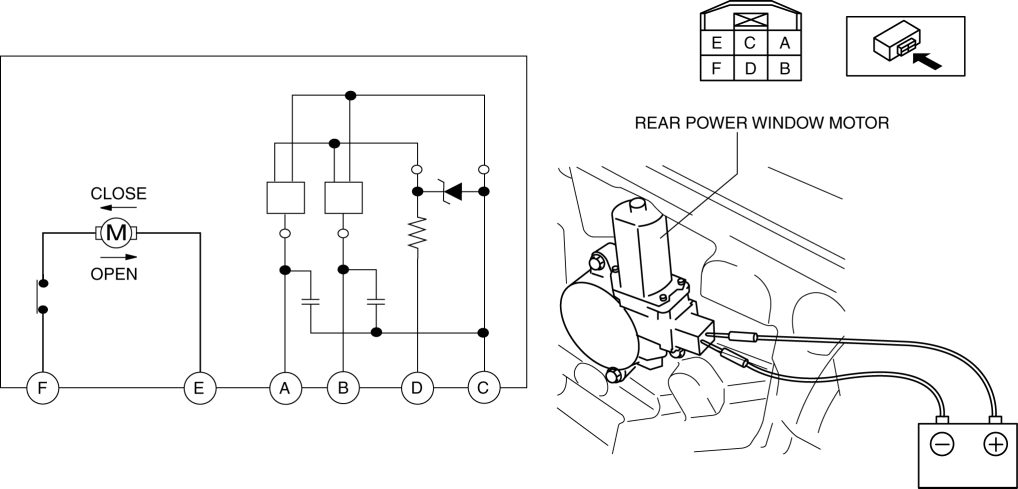 CLOSE
M
OPEN
F E A B D C
E C A
F D B
REAR POWER WINDOW MOTOR
− +